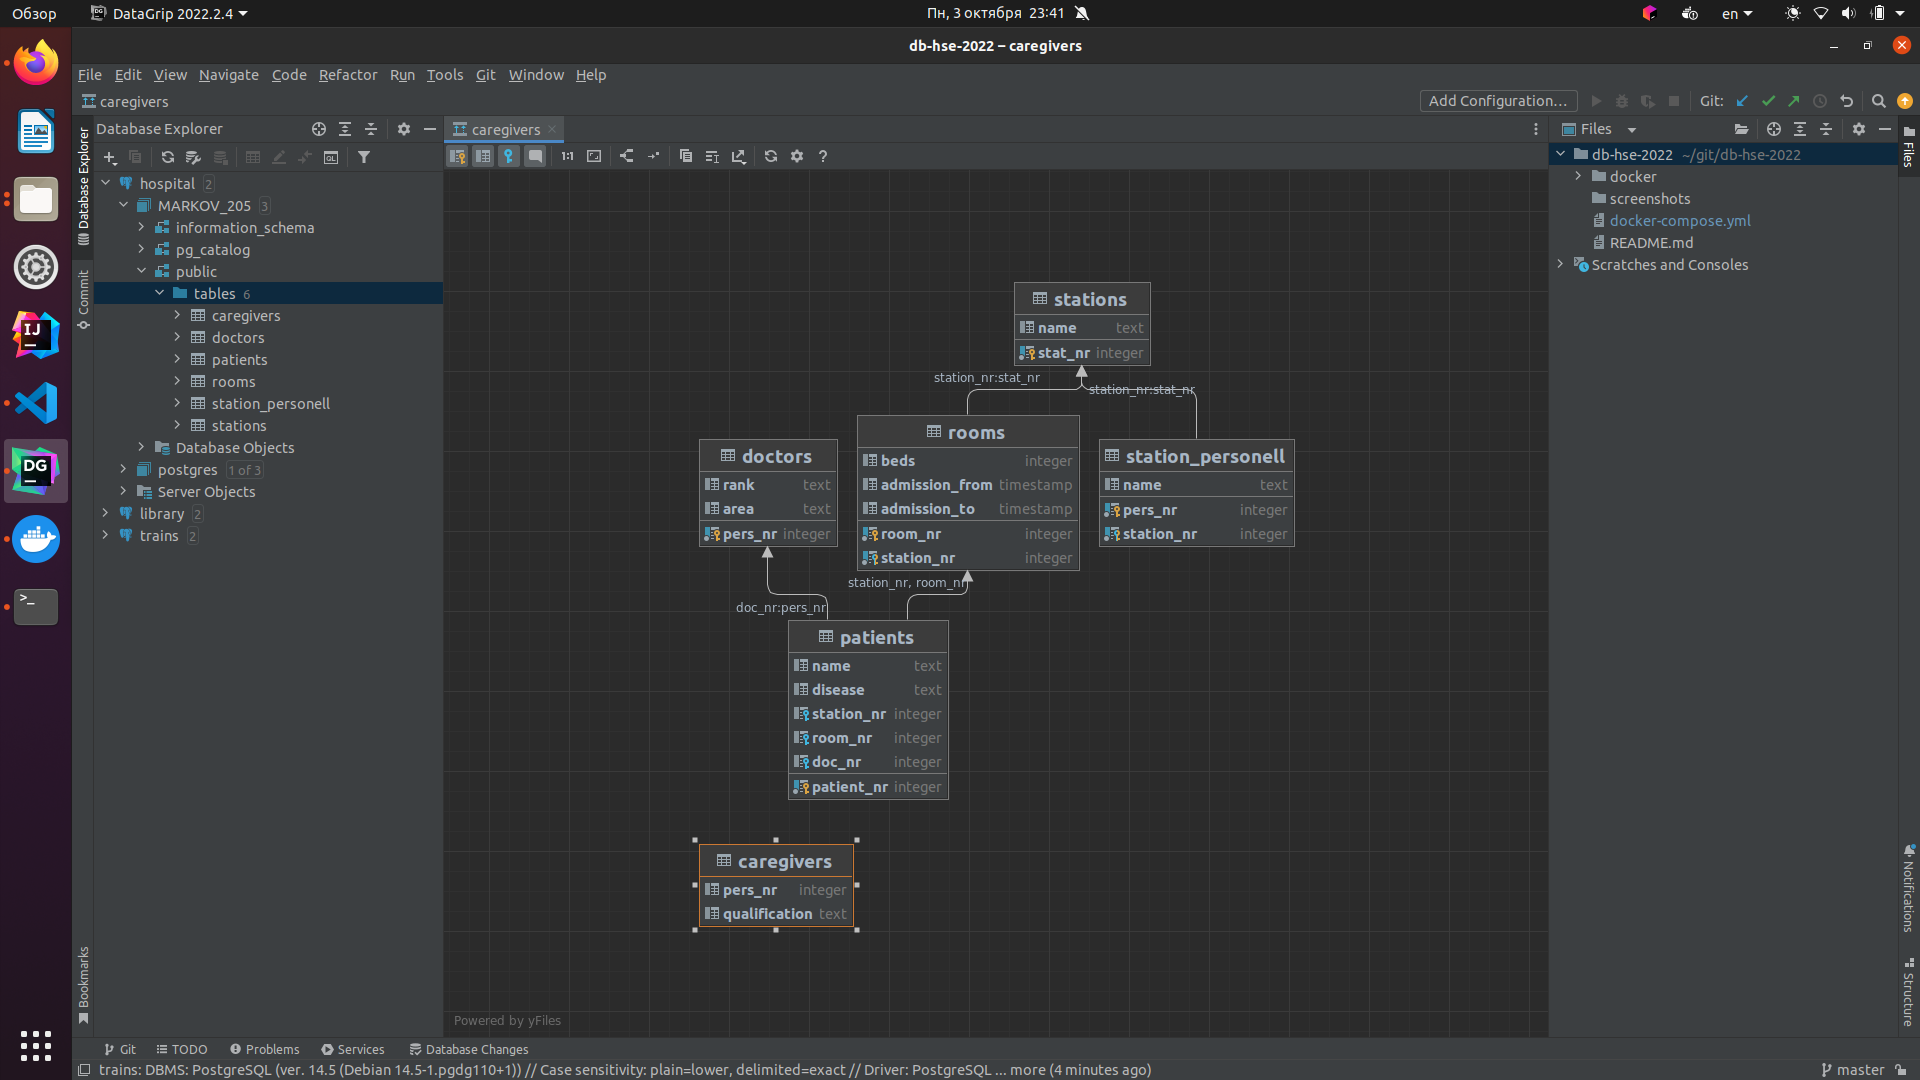 Обзор
DataGrip 2022.2.4
Пн, 3 октября 23:41
en
db-hse-2022 – caregivers
File Edit View Navigate Code Refactor Run Tools Git Window Help
caregivers
Add Configuration...
Git:
Database Explorer
Commit
Bookmarks
Database Explorer
hospital 2
MARKOV_205 3
information_schema
pg_catalog
public
tables 6
caregivers
doctors
patients
rooms
station_personell
stations
Database Objects
postgres 1 of 3
Server Objects
library 2
trains 2
caregivers
1:1
QL
?
stations
name text
stat_nr integer
station_nr:stat_nr
station_nr:stat_nr
doctors
rank text
area text
pers_nr integer
rooms
beds integer
admission_from timestamp
admission_to timestamp
room_nr integer
station_nr integer
station_personell
name text
pers_nr integer
station_nr integer
station_nr, room_nr
doc_nr:pers_nr
patients
name text
disease text
station_nr integer
room_nr integer
doc_nr integer
patient_nr integer
caregivers
pers_nr integer
qualification text
Powered by yFiles
Files
db-hse-2022 ~/git/db-hse-2022
docker
screenshots
docker-compose.yml
README.md
Scratches and Consoles
Files
Notifications
Structure
IJ
DG
>_
Git TODO Problems Services Database Changes
trains: DBMS: PostgreSQL (ver. 14.5 (Debian 14.5-1.pgdg110+1)) // Case sensitivity: plain=lower, delimited=exact // Driver: PostgreSQL ... more (4 minutes ago)
master